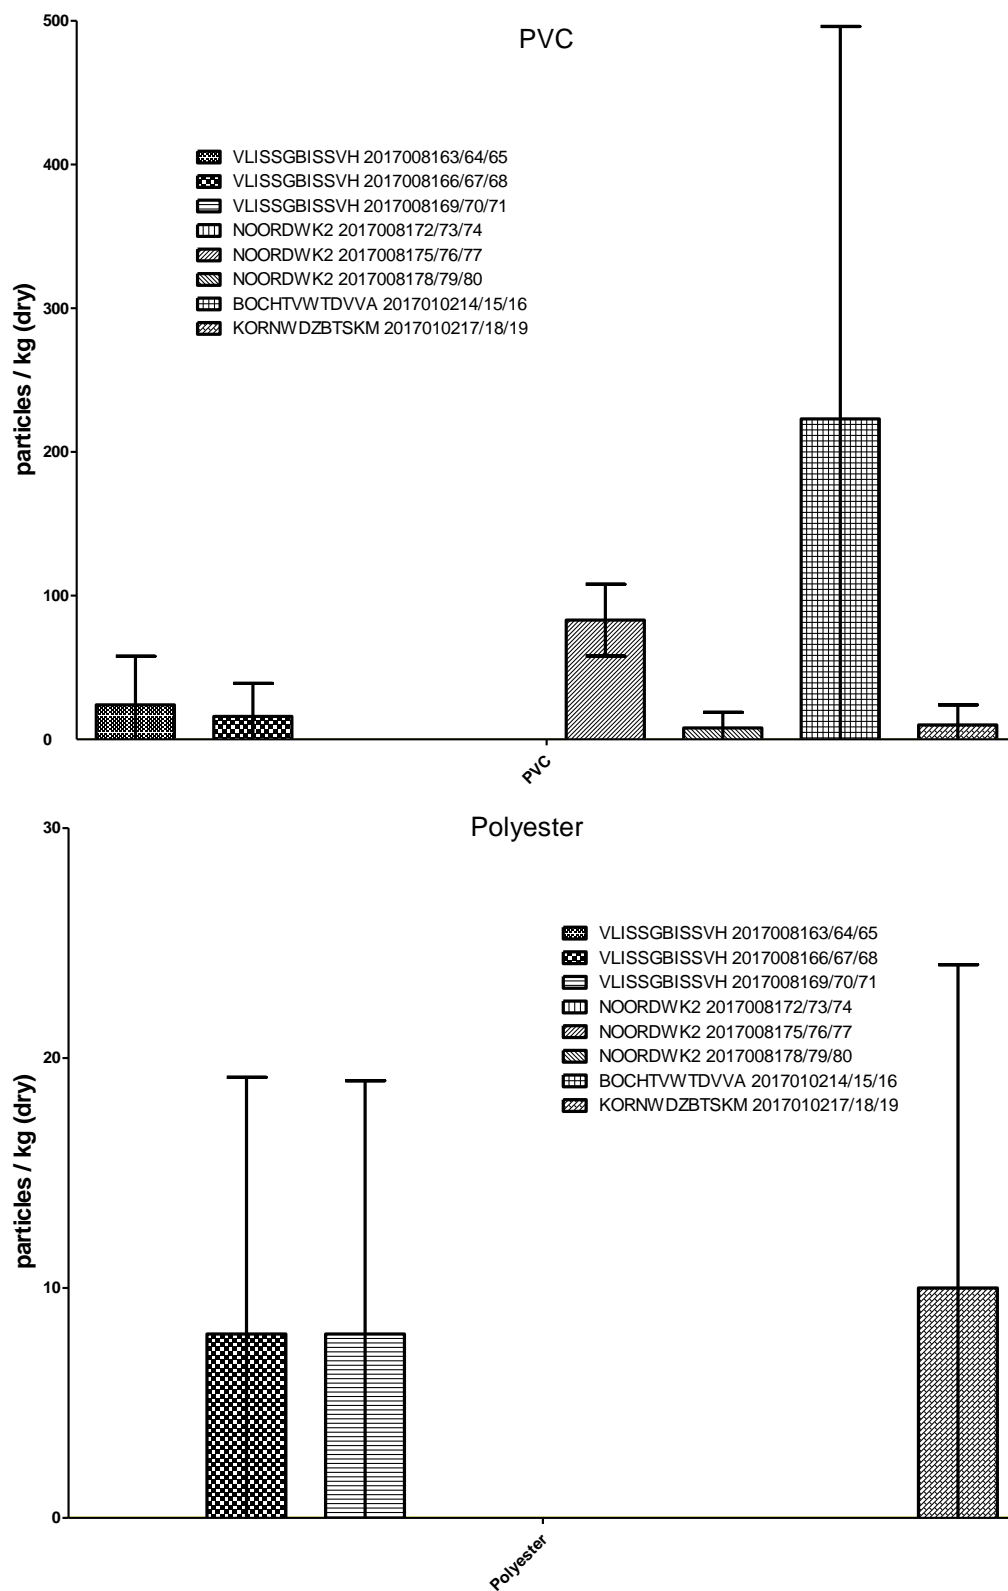 PVC
500
400
300
200
100
0
particles / kg (dry)
VLISSGBISSVH 2017008163/64/65
VLISSGBISSVH 2017008166/67/68
VLISSGBISSVH 2017008169/70/71
NOORDWK2 2017008172/73/74
NOORDWK2 2017008175/76/77
NOORDWK2 2017008178/79/80
BOCHTVWTDVVA 2017010214/15/16
KORNWDZBTSKM 2017010217/18/19
PVC
Polyester
30
20
10
0
particles / kg (dry)
VLISSGBISSVH 2017008163/64/65
VLISSGBISSVH 2017008166/67/68
VLISSGBISSVH 2017008169/70/71
NOORDWK2 2017008172/73/74
NOORDWK2 2017008175/76/77
NOORDWK2 2017008178/79/80
BOCHTVWTDVVA 2017010214/15/16
KORNWDZBTSKM 2017010217/18/19
Polyester